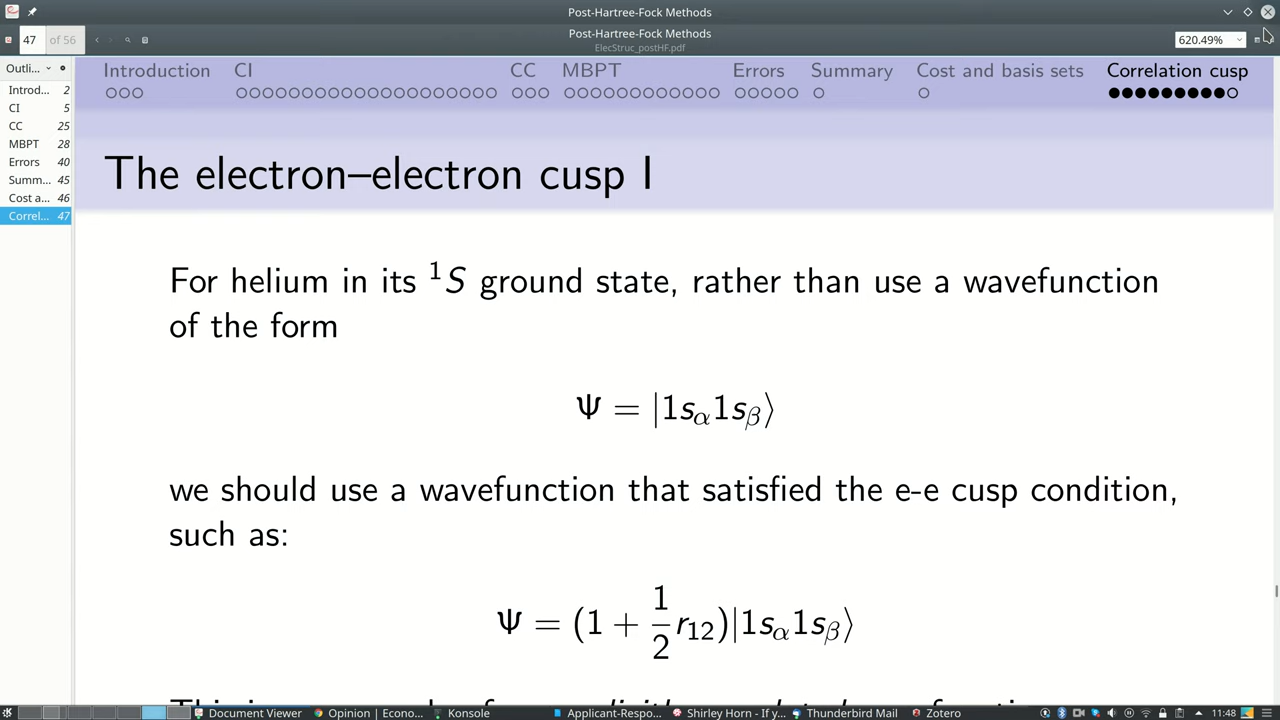 Post-Hartree-Fock Methods
47 of 56
Post-Hartree-Fock Methods
ElecStruc_postHF.pdf
620.49%
Outli...
Introd... 2
CI 5
CC 25
MBPT 28
Errors 40
Summ... 45
Cost a... 46
Correl... 47
Introduction CI CC MBPT Errors Summary Cost and basis sets Correlation cusp
The electron–electron cusp I
For helium in its ¹S ground state, rather than use a wavefunction
of the form
Ψ = |1sα1sβ⟩
we should use a wavefunction that satisfied the e-e cusp condition,
such as:
Ψ = (1 + 1/2 r₁₂)|1sα1sβ⟩
Document Viewer Opinion | Econo... Konsole Applicant-Respo... Shirley Horn - If y... Thunderbird Mail Zotero 11:48